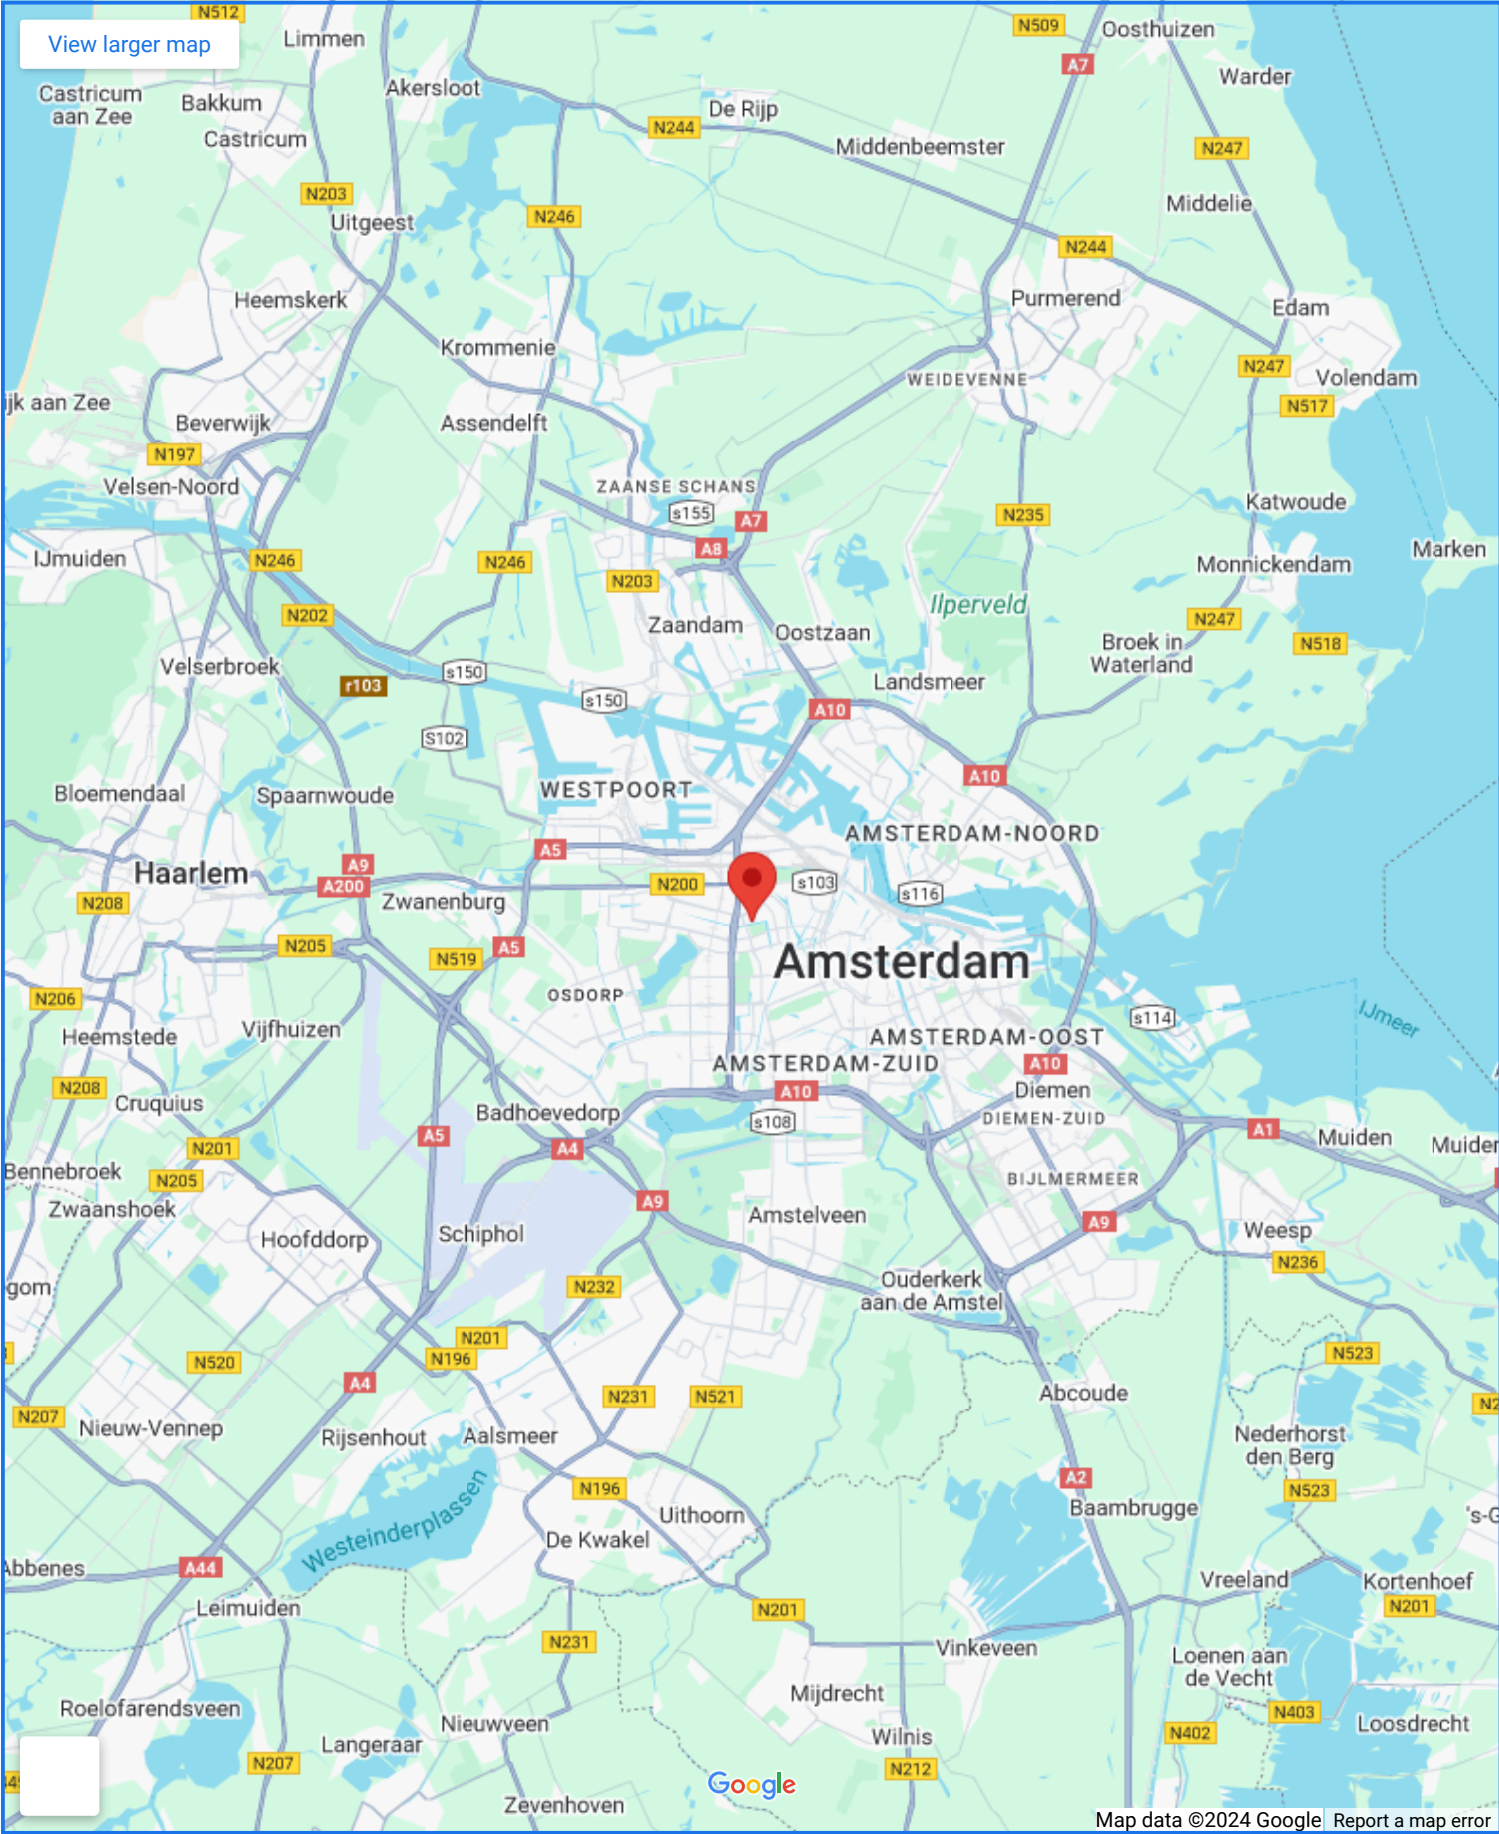 N512
Limmen
N509
Oosthuizen
View larger map
A7
Warder
Akersloot
Castricum
aan Zee
Bakkum
De Rijp
N244
Castricum
Middenbeemster
N247
N203
Middelie
Uitgeest
N246
N244
Heemskerk
Purmerend
Edam
Krommenie
N247
WEIDEVENNE
Volendam
ijk aan Zee
N517
Beverwijk
Assendelft
N197
Velsen-Noord
ZAANSE SCHANS
Katwoude
s155
N235
A7
A8
Marken
IJmuiden
N246
N246
Monnickendam
N203
Ilperveld
N202
N247
Zaandam
Oostzaan
Broek in
Waterland
N518
Velserbroek
s150
r103
Landsmeer
s150
A10
S102
A10
WESTPOORT
Bloemendaal
Spaarnwoude
AMSTERDAM-NOORD
A5
A9
Haarlem
A200
N200
s103
s116
Zwanenburg
N208
N205
A5
N519
Amsterdam
OSDORP
N206
s114
IJmeer
Vijfhuizen
Heemstede
AMSTERDAM-OOST
AMSTERDAM-ZUID
A10
N208
A10
Diemen
Cruquius
Badhoevedorp
s108
DIEMEN-ZUID
A5
A1
Muiden
N201
A4
Muider
Bennebroek
N205
BIJLMERMEER
Zwaanshoek
A9
Amstelveen
A9
Schiphol
Weesp
Hoofddorp
N236
Ouderkerk
aan de Amstel
gom
N232
N201
N523
N196
N520
A4
N231
N521
Abcoude
N207
Nieuw-Vennep
Rijsenhout
Aalsmeer
Nederhorst
den Berg
A2
N196
N523
Westeinderplassen
Baambrugge
Uithoorn
's-G
De Kwakel
Abbenes
A44
Vreeland
Kortenhoef
Leimuiden
N201
N201
N231
Vinkeveen
Loenen aan
de Vecht
Mijdrecht
Roelofarendsveen
N403
Nieuwveen
Loosdrecht
N402
Wilnis
Langeraar
N207
N212
Google
Zevenhoven
Map data ©2024 Google
Report a map error